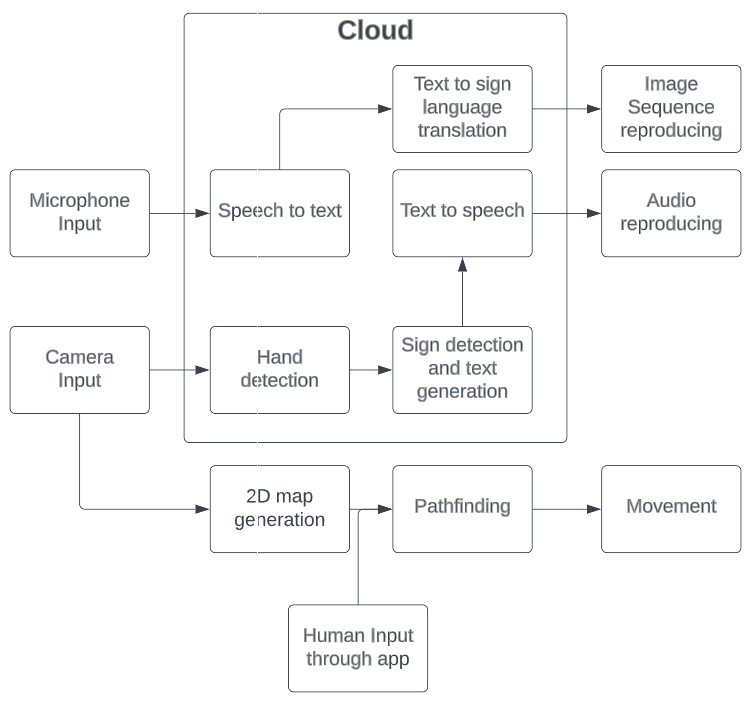 Cloud
Text to sign
language
translation
Image
Sequence
reproducing
Microphone
Input
Speech to text
Text to speech
Audio
reproducing
Camera
Input
Hand
detection
Sign detection
and text
generation
2D map
generation
Pathfinding
Movement
Human Input
through app